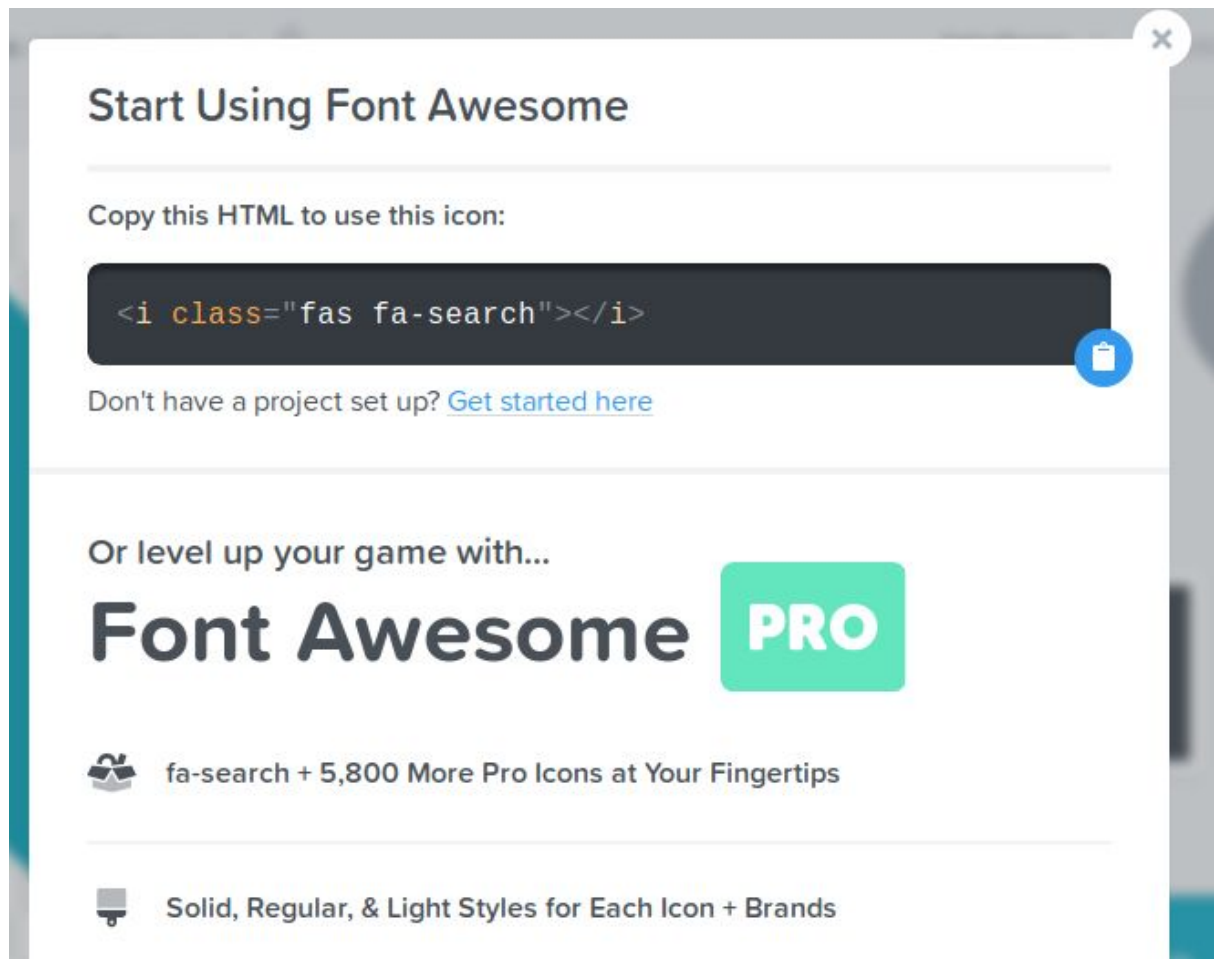 Start Using Font Awesome
Copy this HTML to use this icon:
<i class="fas fa-search"></i>
Don't have a project set up? Get started here
Or level up your game with...
Font Awesome PRO
fa-search + 5,800 More Pro Icons at Your Fingertips
Solid, Regular, & Light Styles for Each Icon + Brands